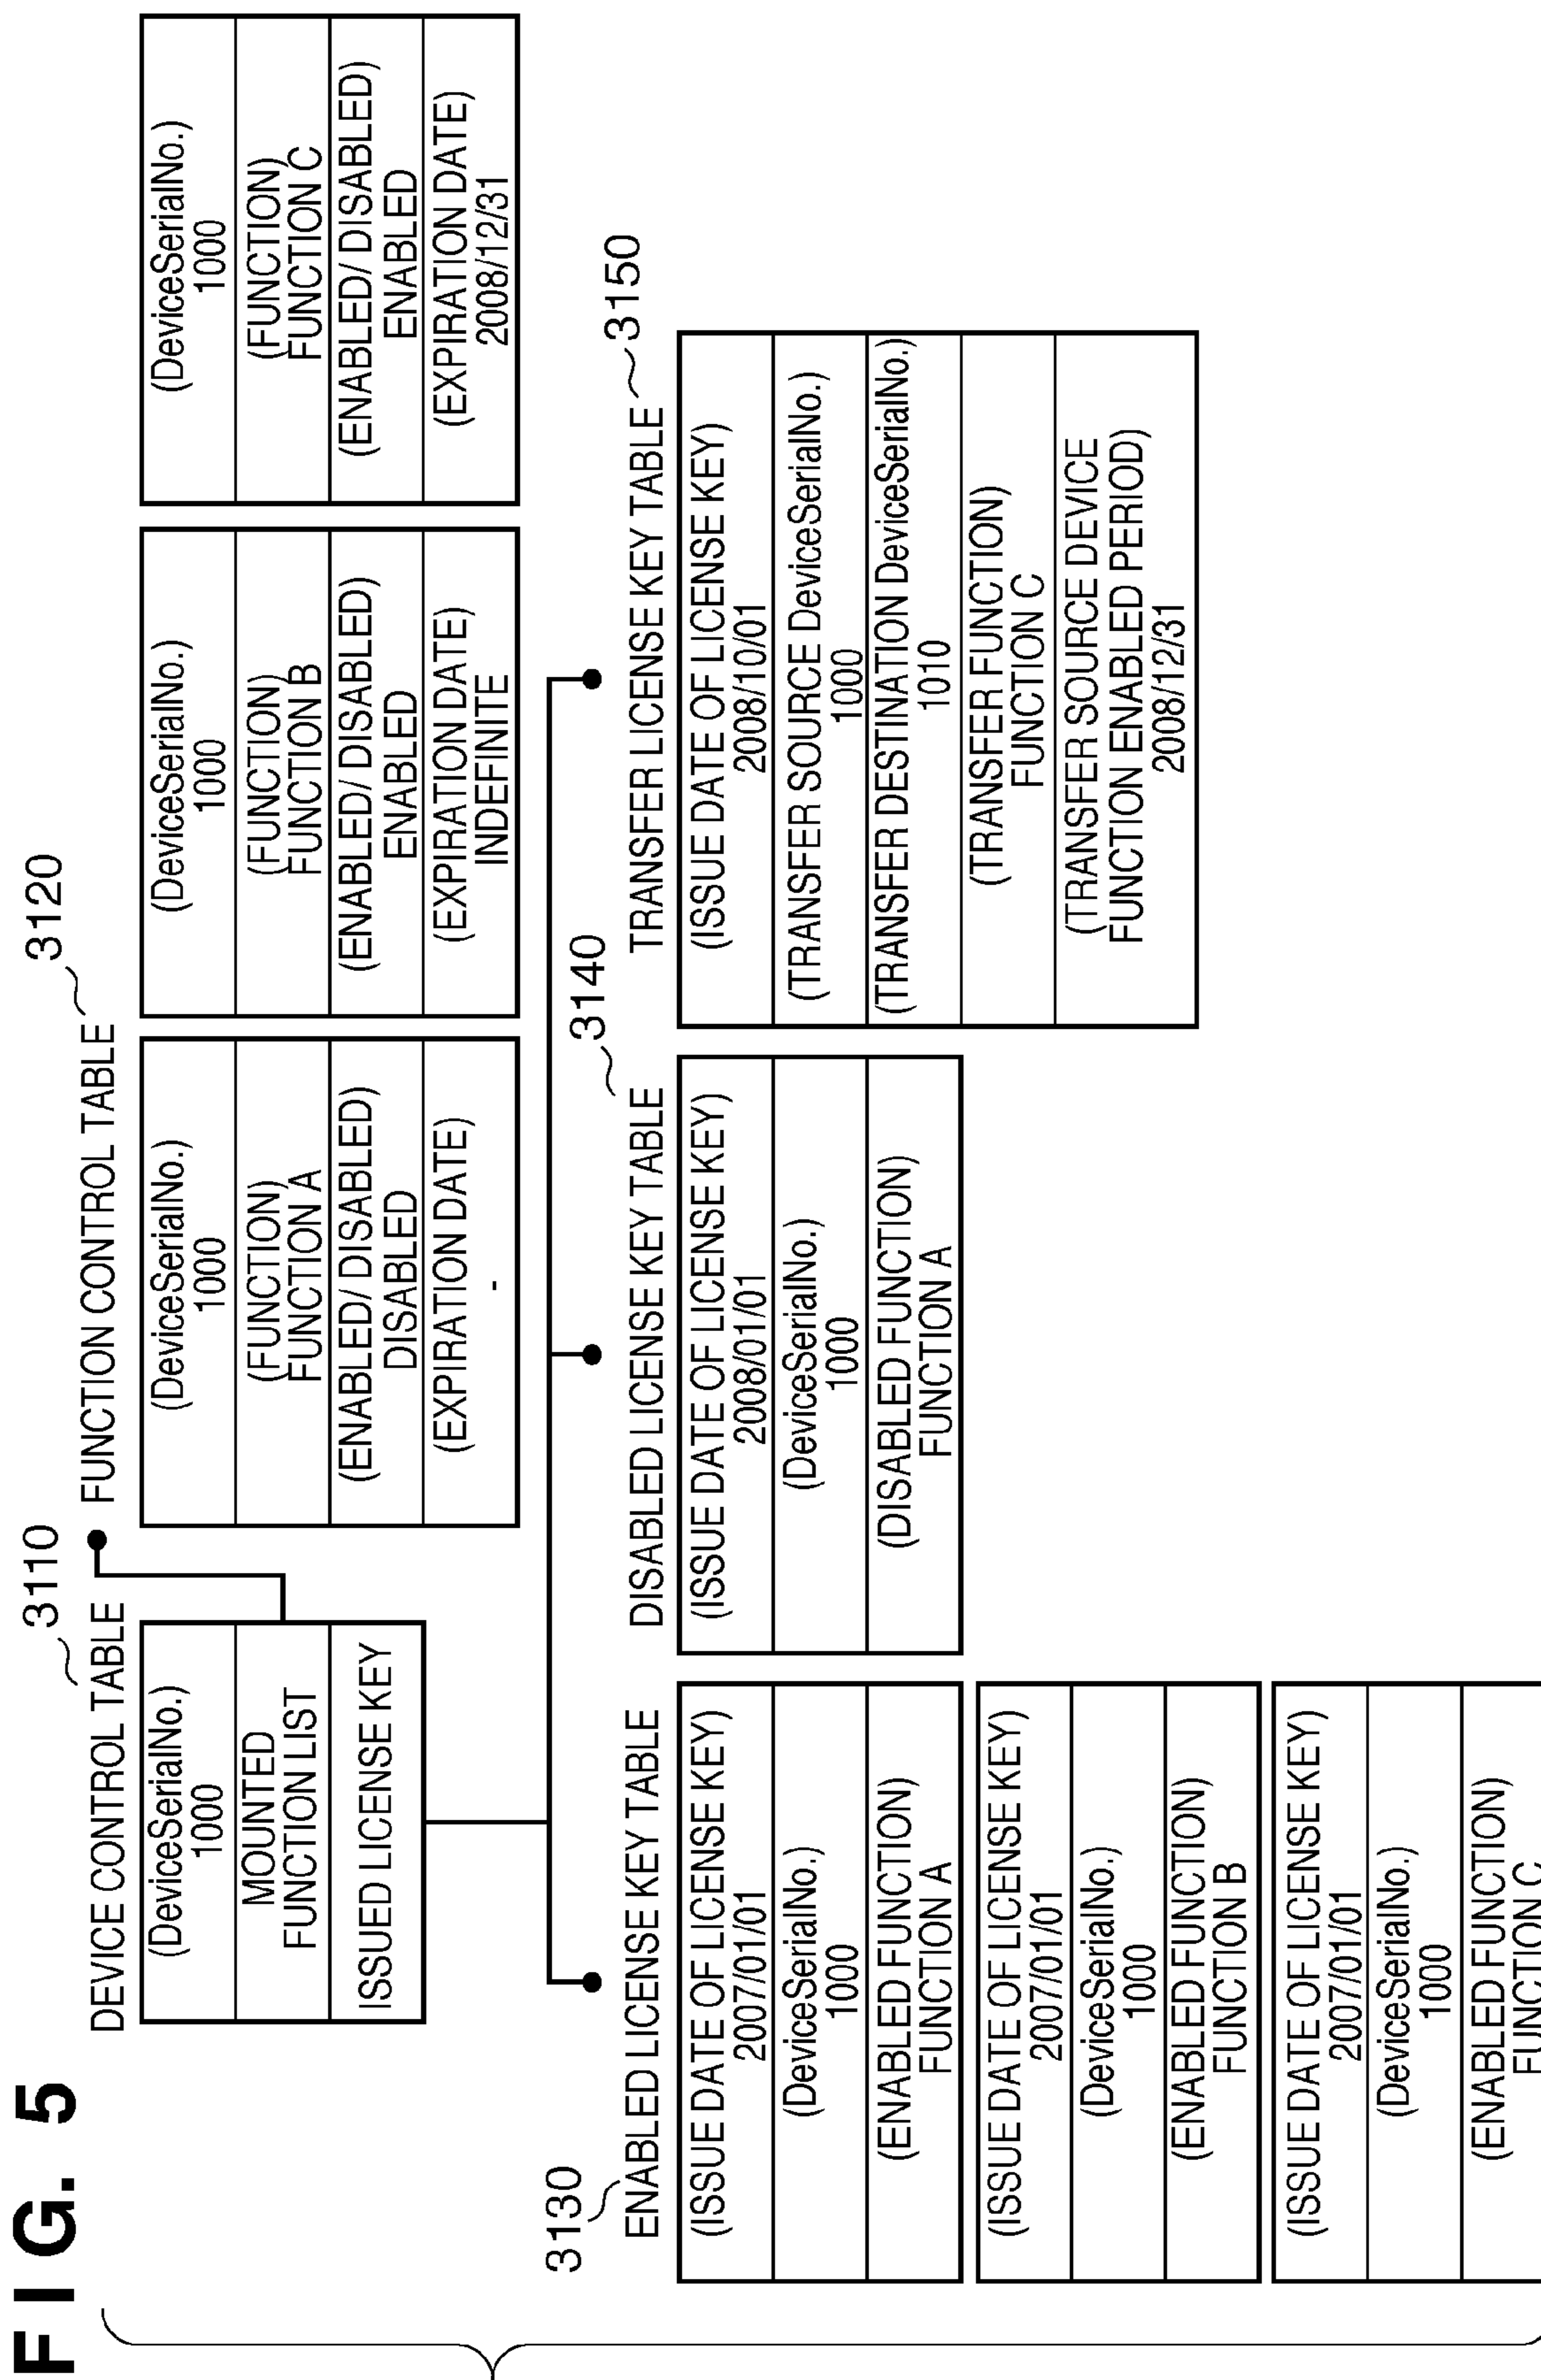 FIG. 5
3110
DEVICE CONTROL TABLE
(DeviceSerialNo.)
1000
MOUNTED
FUNCTION LIST
ISSUED LICENSE KEY
3120
FUNCTION CONTROL TABLE
(DeviceSerialNo.)
1000
(FUNCTION)
FUNCTION A
(ENABLED/ DISABLED)
DISABLED
(EXPIRATION DATE)
-
(DeviceSerialNo.)
1000
(FUNCTION)
FUNCTION B
(ENABLED/ DISABLED)
ENABLED
(EXPIRATION DATE)
INDEFINITE
(DeviceSerialNo.)
1000
(FUNCTION)
FUNCTION C
(ENABLED/ DISABLED)
ENABLED
(EXPIRATION DATE)
2008/12/31
3130
ENABLED LICENSE KEY TABLE
(ISSUE DATE OF LICENSE KEY)
2007/01/01
(DeviceSerialNo.)
1000
(ENABLED FUNCTION)
FUNCTION A
(ISSUE DATE OF LICENSE KEY)
2007/01/01
(DeviceSerialNo.)
1000
(ENABLED FUNCTION)
FUNCTION B
(ISSUE DATE OF LICENSE KEY)
2007/01/01
(DeviceSerialNo.)
1000
(ENABLED FUNCTION)
FUNCTION C
3140
DISABLED LICENSE KEY TABLE
(ISSUE DATE OF LICENSE KEY)
2008/01/01
(DeviceSerialNo.)
1000
(DISABLED FUNCTION)
FUNCTION A
3150
TRANSFER LICENSE KEY TABLE
(ISSUE DATE OF LICENSE KEY)
2008/10/01
(TRANSFER SOURCE DeviceSerialNo.)
1000
(TRANSFER DESTINATION DeviceSerialNo.)
1010
(TRANSFER FUNCTION)
FUNCTION C
(TRANSFER SOURCE DEVICE
FUNCTION ENABLED PERIOD)
2008/12/31